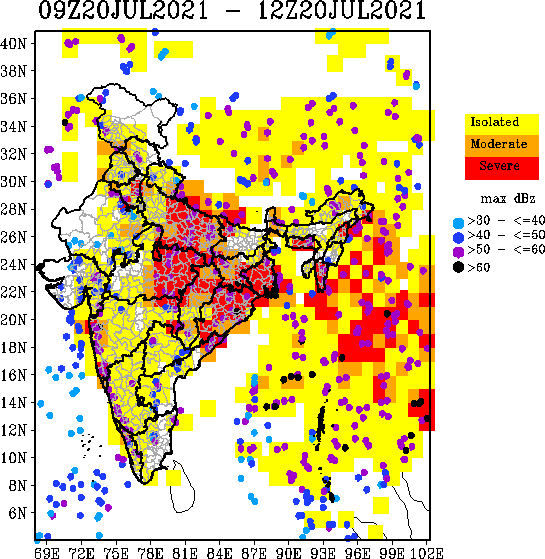 09Z20JUL2021 - 12Z20JUL2021
40N
38N
36N
34N
32N
30N
28N
26N
24N
22N
20N
18N
16N
14N
12N
10N
8N
6N
69E 72E 75E 78E 81E 84E 87E 90E 93E 96E 99E 102E
Isolated
Moderate
Severe
max dBz
>30 - <=40
>40 - <=50
>50 - <=60
>60